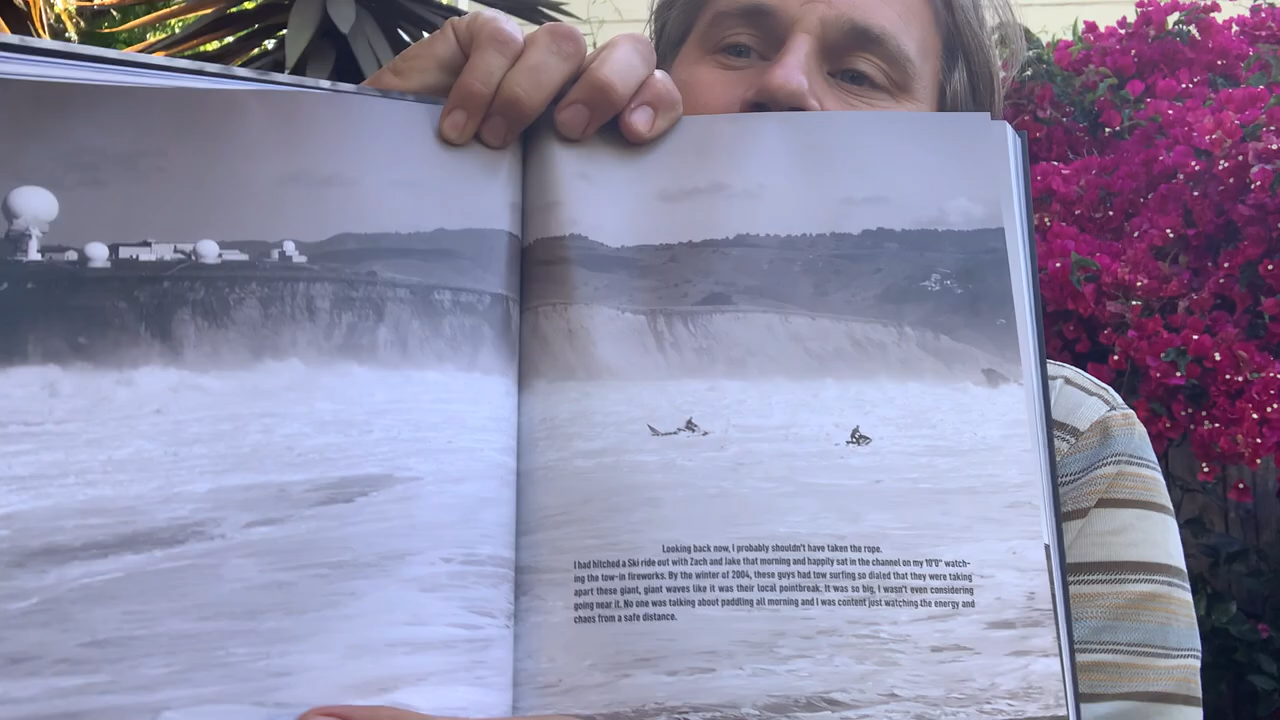 Looking back now, I probably shouldn't have taken the rope.
I had hitched a Ski ride out with Zach and Jake that morning and happily sat in the channel on my 10'0" watch-
ing the tow-in fireworks. By the winter of 2004, these guys had tow surfing so dialed that they were taking
apart these giant, giant waves like it was their local pointbreak. It was so big, I wasn't even considering
going near it. No one was talking about paddling all morning and I was content just watching the energy and
chaos from a safe distance.